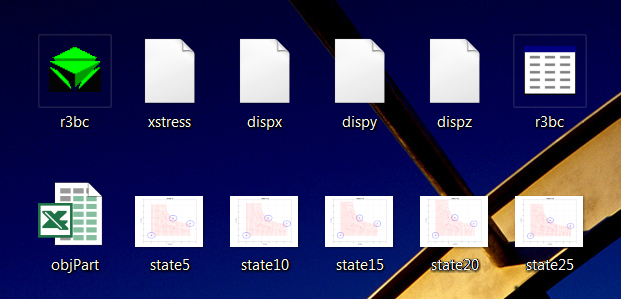 r3bc
xstress
dispx
dispy
dispz
r3bc
objPart
state5
state10
state15
state20
state25